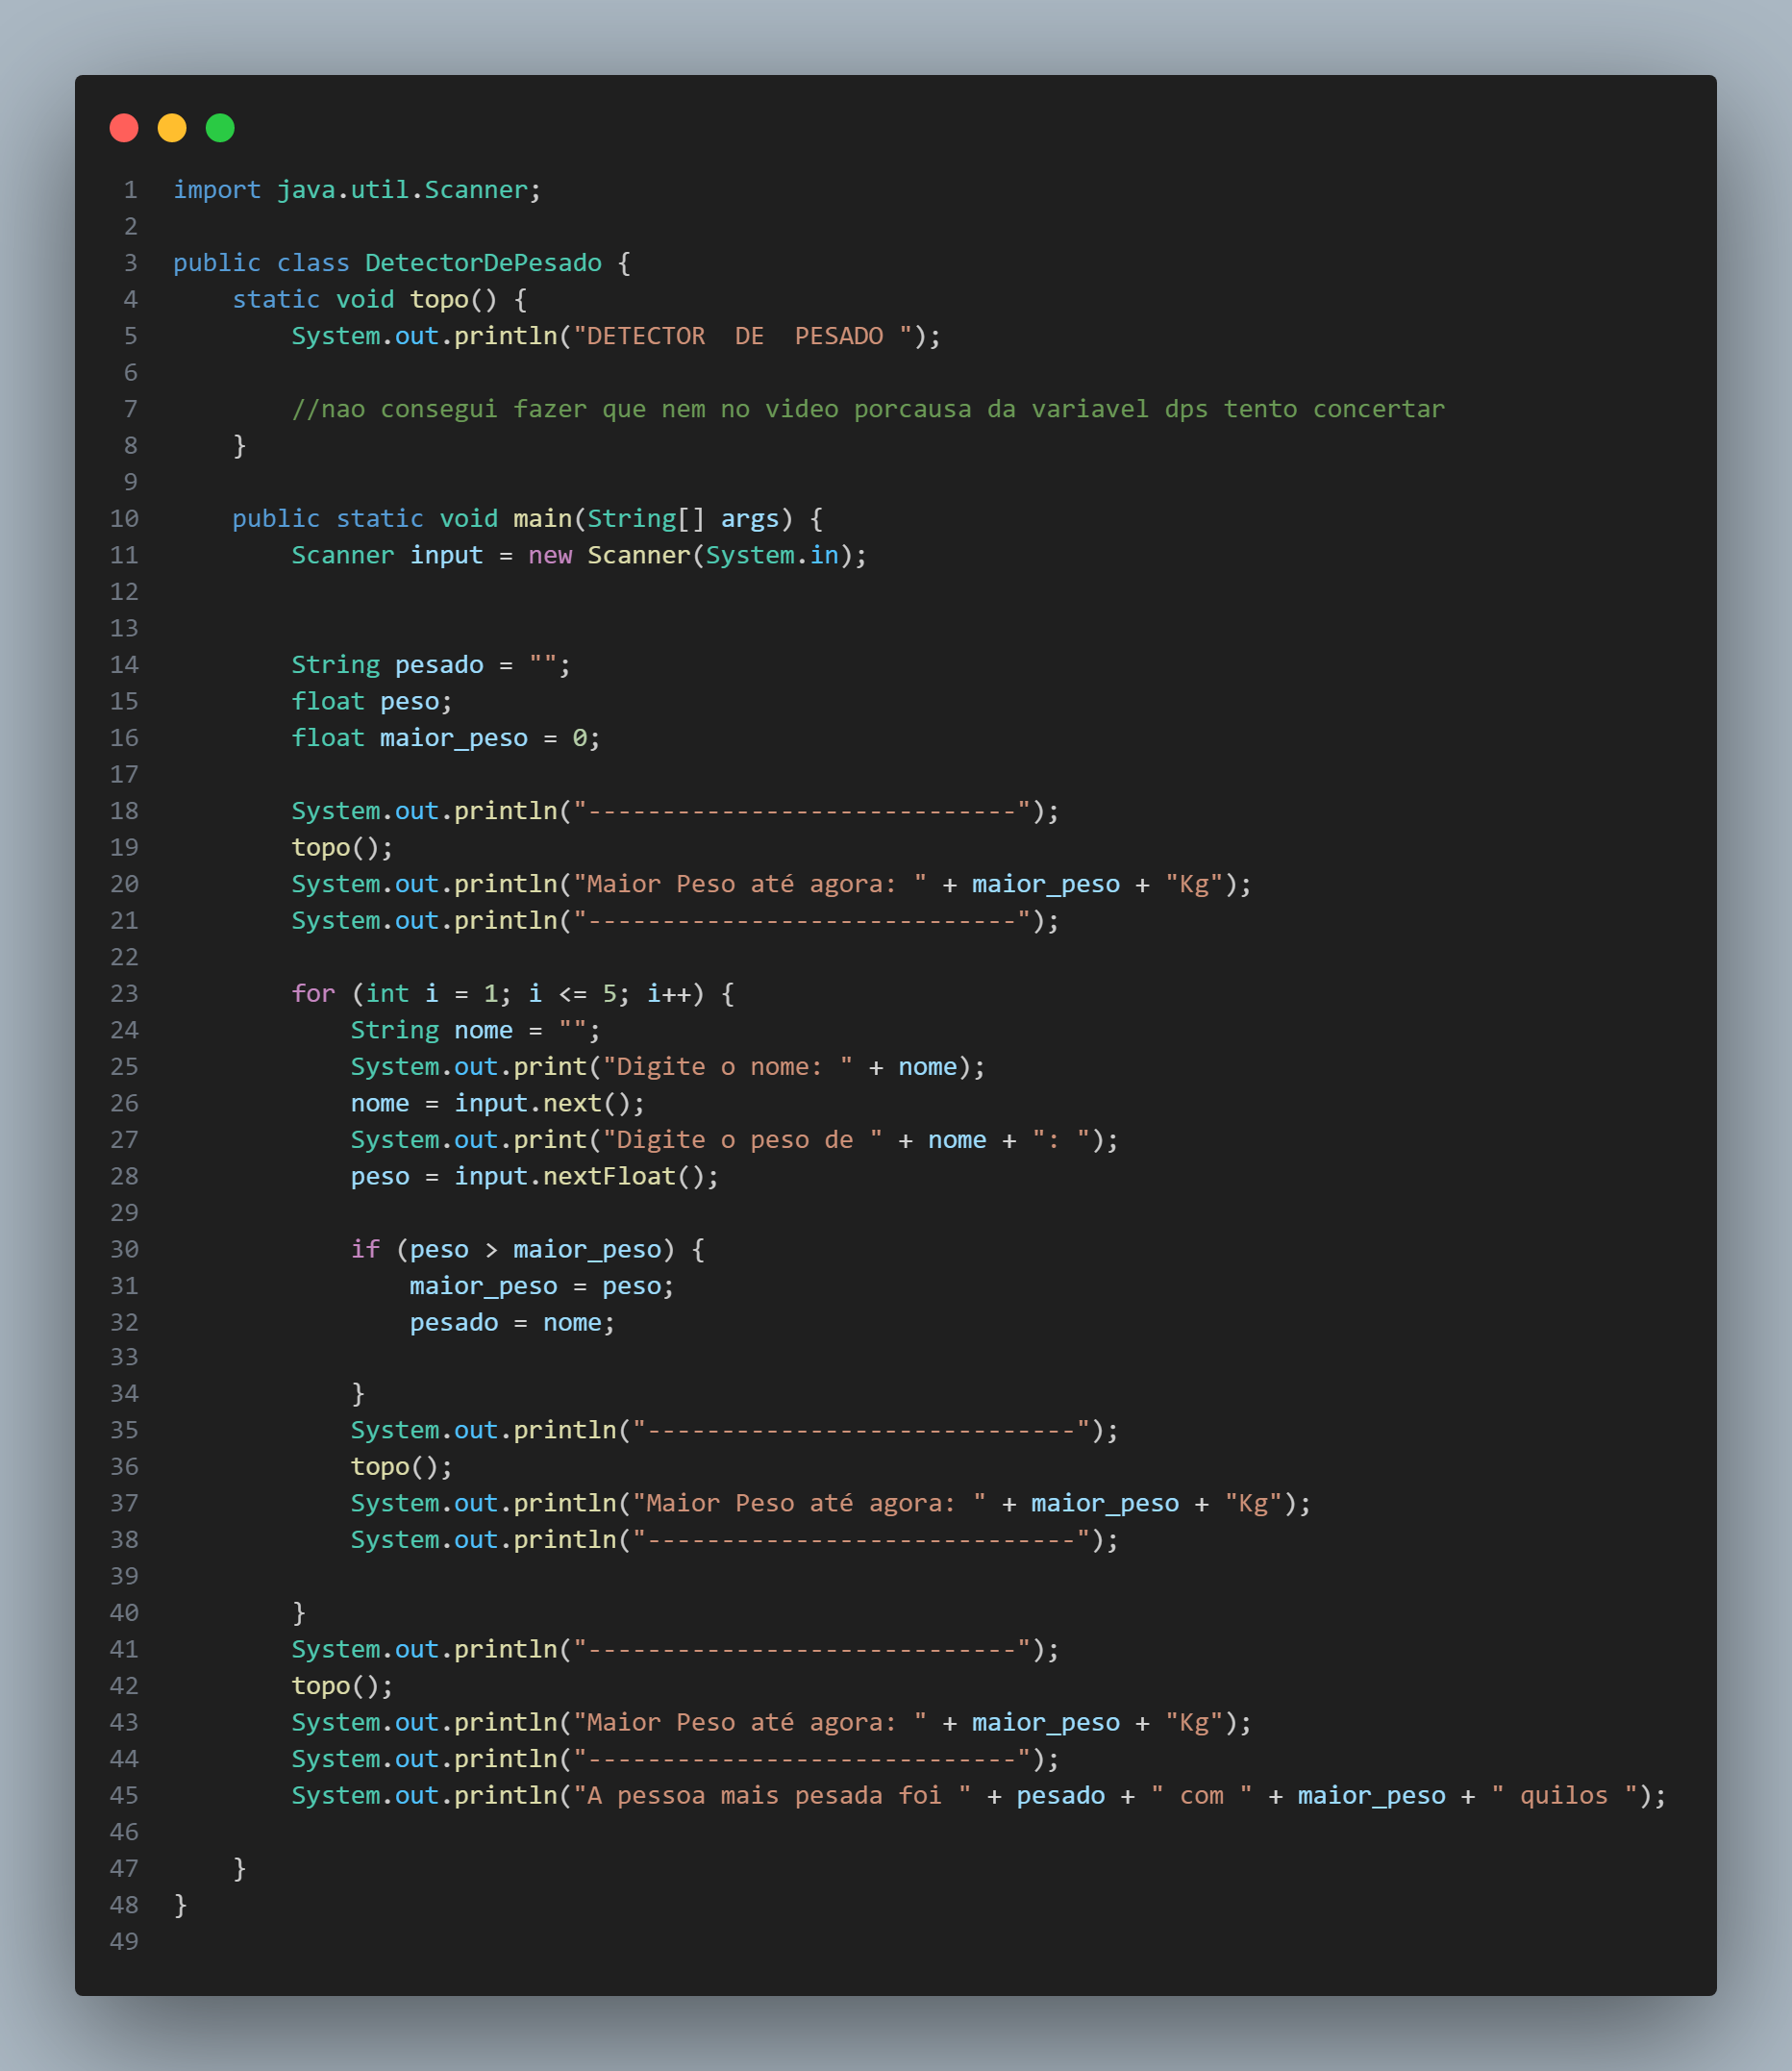 1 import java.util.Scanner;
2
3 public class DetectorDePesado {
4     static void topo() {
5         System.out.println("DETECTOR  DE  PESADO ");
6
7         //nao consegui fazer que nem no video porcausa da variavel dps tento concertar
8     }
9
10     public static void main(String[] args) {
11         Scanner input = new Scanner(System.in);
12
13
14         String pesado = "";
15         float peso;
16         float maior_peso = 0;
17
18         System.out.println("-----------------------------");
19         topo();
20         System.out.println("Maior Peso até agora: " + maior_peso + "Kg");
21         System.out.println("-----------------------------");
22
23         for (int i = 1; i <= 5; i++) {
24             String nome = "";
25             System.out.print("Digite o nome: " + nome);
26             nome = input.next();
27             System.out.print("Digite o peso de " + nome + ": ");
28             peso = input.nextFloat();
29
30             if (peso > maior_peso) {
31                 maior_peso = peso;
32                 pesado = nome;
33
34             }
35             System.out.println("-----------------------------");
36             topo();
37             System.out.println("Maior Peso até agora: " + maior_peso + "Kg");
38             System.out.println("-----------------------------");
39
40         }
41         System.out.println("-----------------------------");
42         topo();
43         System.out.println("Maior Peso até agora: " + maior_peso + "Kg");
44         System.out.println("-----------------------------");
45         System.out.println("A pessoa mais pesada foi " + pesado + " com " + maior_peso + " quilos ");
46
47     }
48 }
49